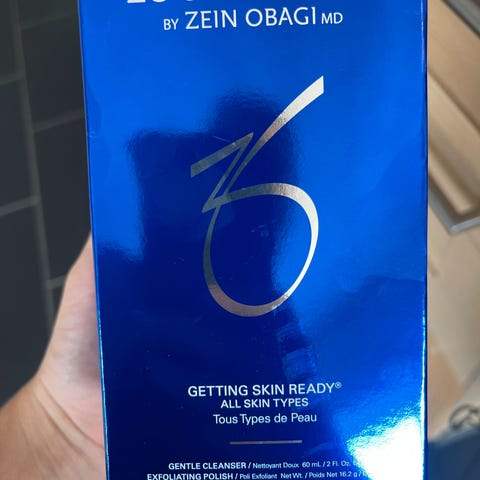 BY ZEIN OBAGI MD
GETTING SKIN READY®
ALL SKIN TYPES
Tous Types de Peau
GENTLE CLEANSER / Nettoyant Doux 60 mL / 2 Fl. Oz.
EXFOLIATING POLISH / Poli Exfoliant Net Wt. / Poids Net 16.2 g /